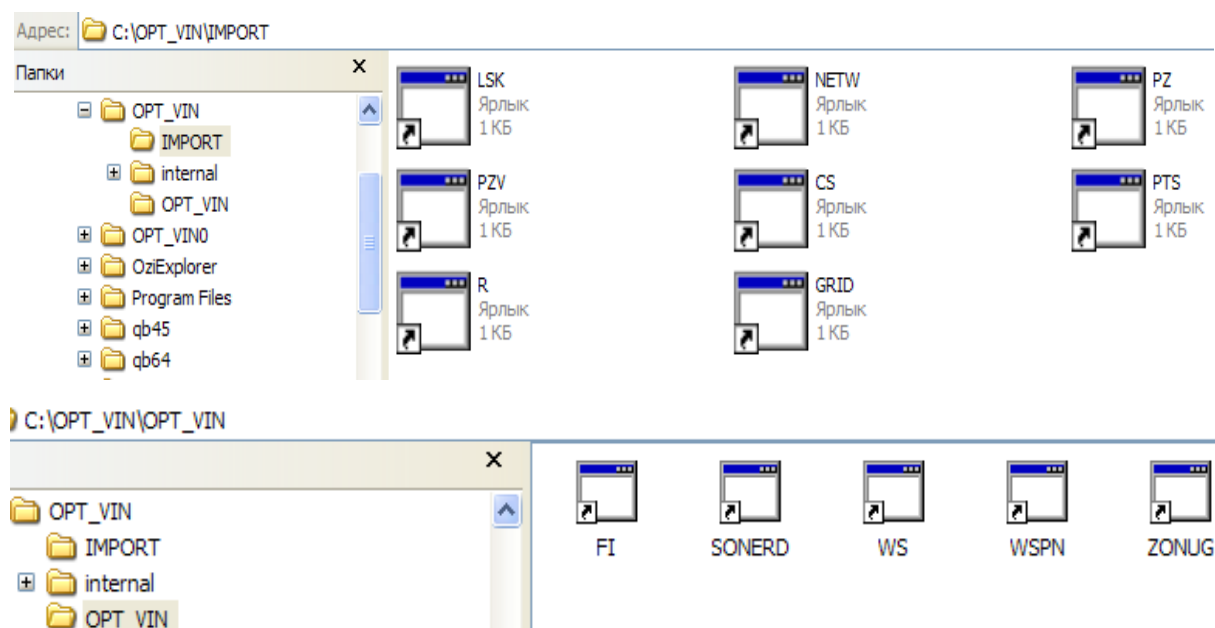 Адрес: C:\OPT_VIN\IMPORT
Папки
OPT_VIN
IMPORT
internal
OPT_VIN
OPT_VIN0
OziExplorer
Program Files
qb45
qb64
LSK
Ярлык
1 КБ
NETW
Ярлык
1 КБ
PZ
Ярлык
1 КБ
PZV
Ярлык
1 КБ
CS
Ярлык
1 КБ
PTS
Ярлык
1 КБ
R
Ярлык
1 КБ
GRID
Ярлык
1 КБ
C:\OPT_VIN\OPT_VIN
OPT_VIN
IMPORT
internal
OPT_VIN
FI
SONERD
WS
WSPN
ZONUG